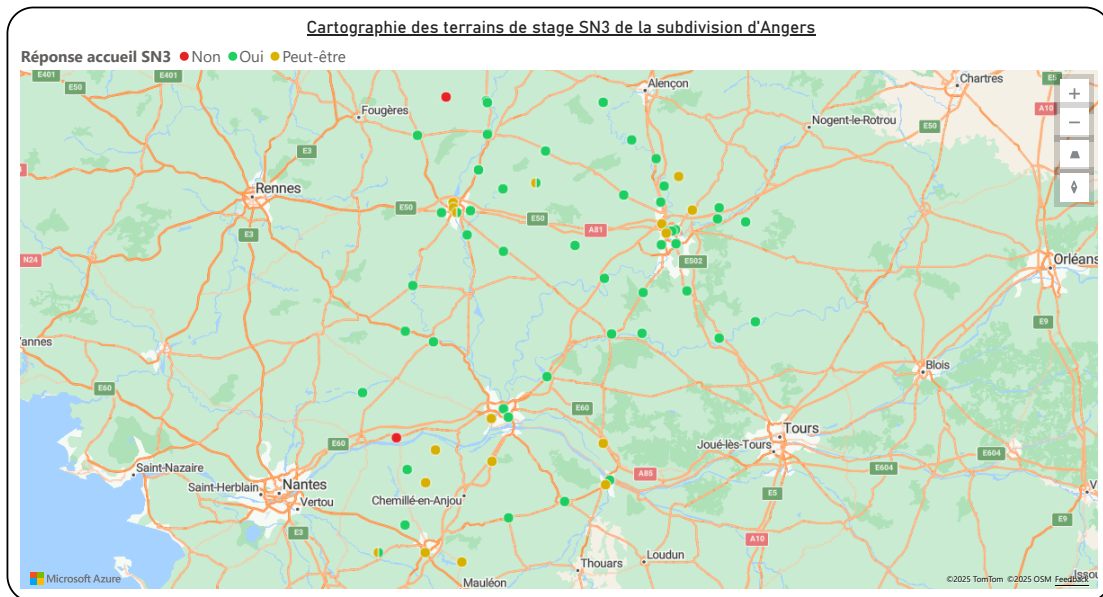 Cartographie des terrains de stage SN3 de la subdivision d'Angers
Réponse accueil SN3 Non Oui Peut-être
E401 E401 Alençon Chartres E5
E50 A10
Fougères Nogent-le-Rotrou E50
E3
Rennes
E50 E50 A81
E3
N24 E502 Orléans
E9
annes
Blois
E60
E60 Tours
E60 Joué-lès-Tours
Saint-Nazaire A85 E604 E604
Saint-Herblain Nantes Chemillé-en-Anjou
Vertou E5 E9
E3 A10
Loudun
Thouars
Mauléon Issou
Microsoft Azure ©2025 TomTom ©2025 OSM Feedback